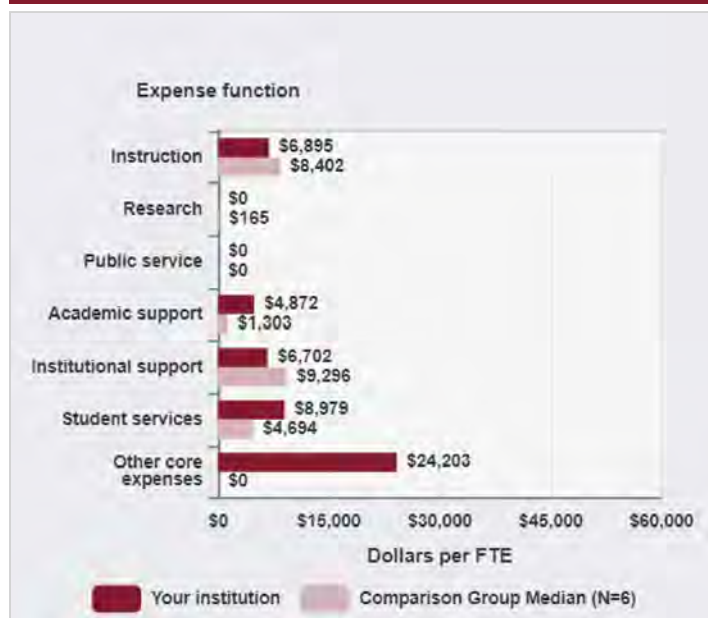 Expense function
Instruction
$6,895
$8,402
Research
$0
$165
Public service
$0
$0
Academic support
$4,872
$1,303
Institutional support
$6,702
$9,296
Student services
$8,979
$4,694
Other core
expenses
$24,203
$0
$0 $15,000 $30,000 $45,000 $60,000
Dollars per FTE
Your institution Comparison Group Median (N=6)